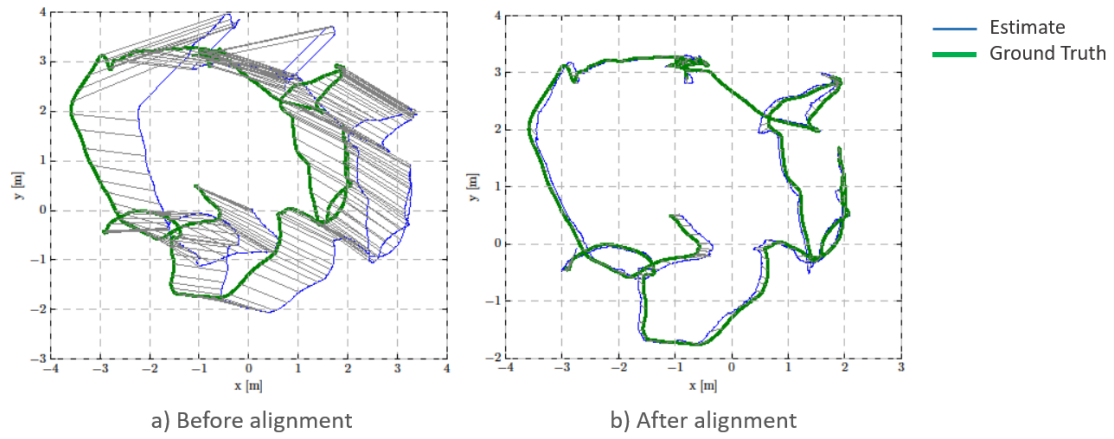 4
3
2
1
0
−1
−2
−3
y [m]
−4 −3 −2 −1 0 1 2 3 4
x [m]
a) Before alignment
4
3
2
1
0
−1
−2
y [m]
−4 −3 −2 −1 0 1 2 3
x [m]
b) After alignment
Estimate
Ground Truth